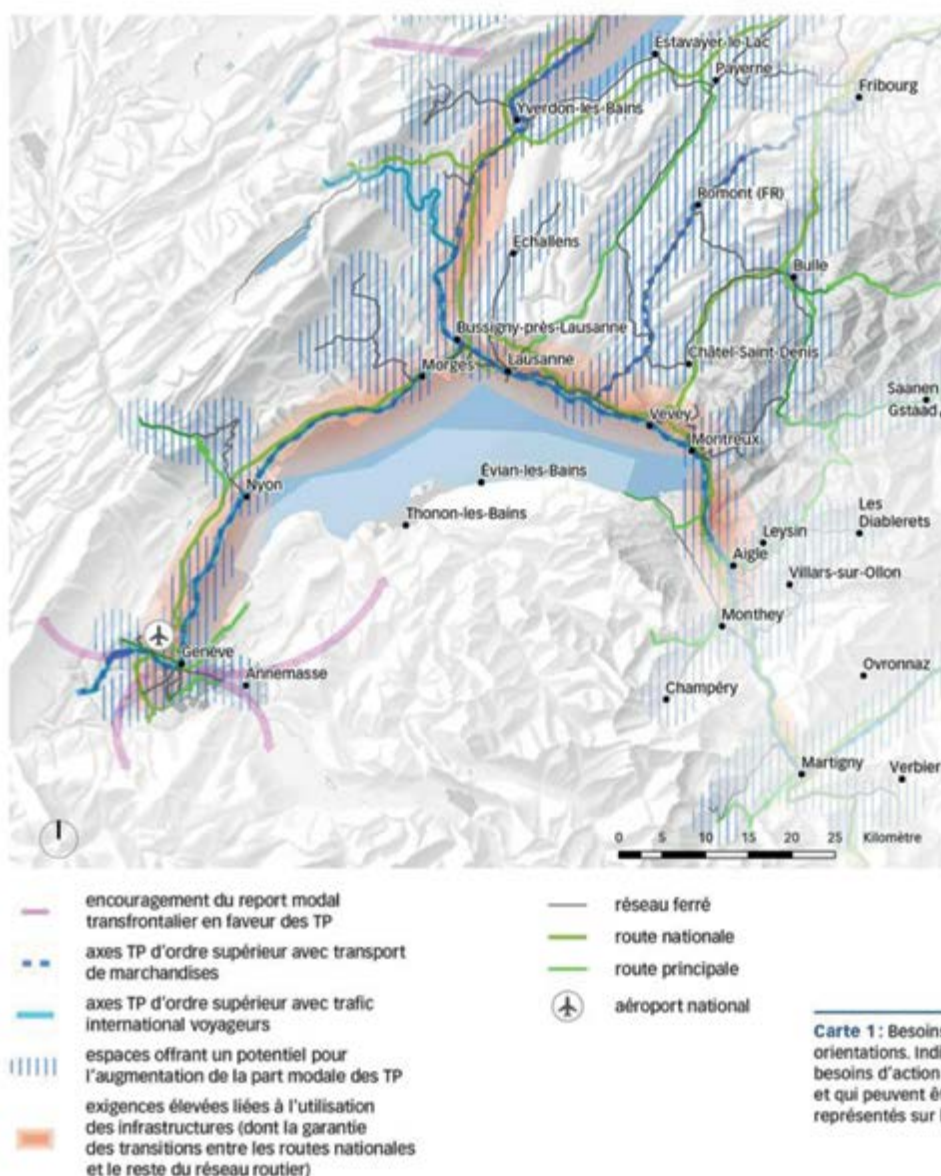 Estavayer-le-Lac
Payerne
Fribourg
Yverdon-les-Bains
Romont (FR)
Echallens
Bulle
Bussigny-près-Lausanne
Lausanne
Châtel-Saint-Denis
Morges
Saanen
Gstaad
Vevey
Montreux
Évian-les-Bains
Nyon
Thonon-les-Bains
Les
Diablerets
Leysin
Aigle
Villars-sur-Ollon
Monthey
Genève
Annemasse
Ovronnaz
Champéry
Martigny
Verbier
0 5 10 15 20 25 Kilomètre
encouragement du report modal
transfrontalier en faveur des TP
axes TP d'ordre supérieur avec transport
de marchandises
axes TP d'ordre supérieur avec trafic
international voyageurs
espaces offrant un potentiel pour
l'augmentation de la part modale des TP
exigences élevées liées à l'utilisation
des infrastructures (dont la garantie
des transitions entre les routes nationales
et le reste du réseau routier)
réseau ferré
route nationale
route principale
aéroport national
Carte 1: Besoins
orientations. Indi
besoins d'action
et qui peuvent ê
représentés sur l